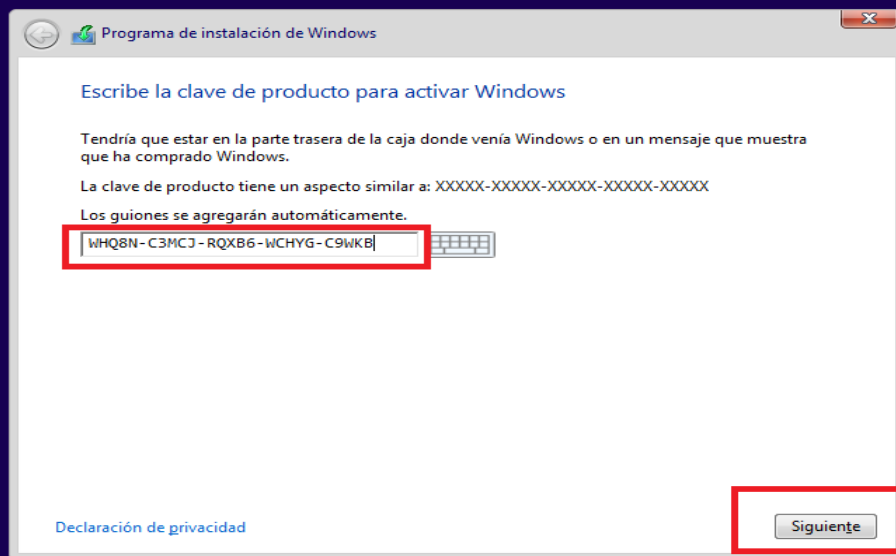 Programa de instalación de Windows
Escribe la clave de producto para activar Windows
Tendría que estar en la parte trasera de la caja donde venía Windows o en un mensaje que muestra
que ha comprado Windows.
La clave de producto tiene un aspecto similar a: XXXXX-XXXXX-XXXXX-XXXXX-XXXXX
Los guiones se agregarán automáticamente.
WHQ8N-C3MCJ-RQXB6-WCHYG-C9WKB
Declaración de privacidad
Siguiente